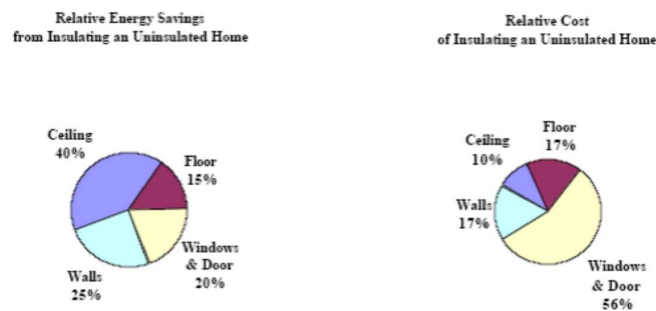 Relative Energy Savings
from Insulating an Uninsulated Home
Ceiling
40%
Floor
15%
Windows
& Door
20%
Walls
25%
Relative Cost
of Insulating an Uninsulated Home
Floor
17%
Ceiling
10%
Walls
17%
Windows
& Door
56%